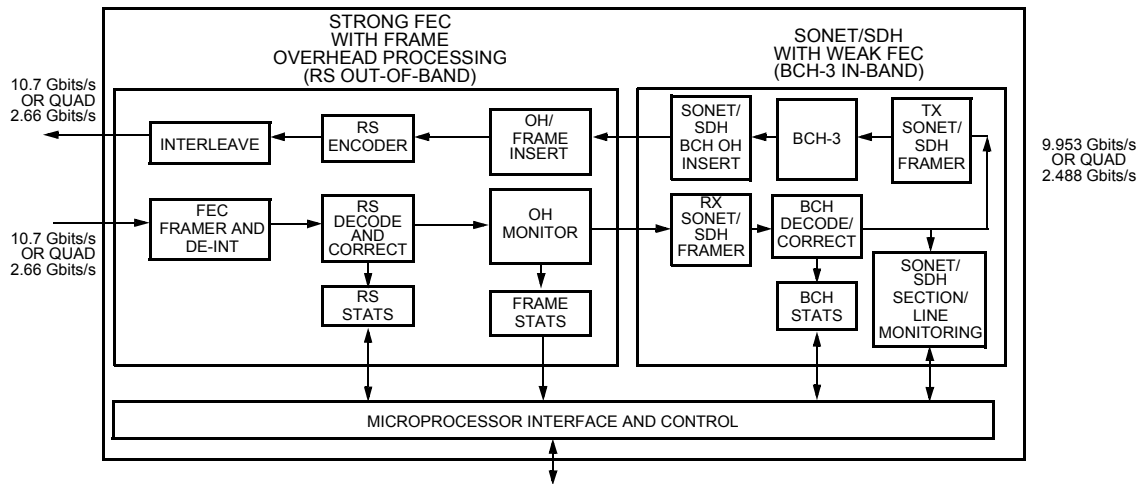 STRONG FEC
WITH FRAME
OVERHEAD PROCESSING
(RS OUT-OF-BAND)
SONET/SDH
WITH WEAK FEC
(BCH-3 IN-BAND)
10.7 Gbits/s
OR QUAD
2.66 Gbits/s
INTERLEAVE
RS
ENCODER
OH/
FRAME
INSERT
SONET/
SDH
BCH OH
INSERT
BCH-3
TX
SONET/
SDH
FRAMER
9.953 Gbits/s
OR QUAD
2.488 Gbits/s
10.7 Gbits/s
OR QUAD
2.66 Gbits/s
FEC
FRAMER AND
DE-INT
RS
DECODE
AND
CORRECT
OH
MONITOR
RX
SONET/
SDH
FRAMER
BCH
DECODE/
CORRECT
RS
STATS
FRAME
STATS
BCH
STATS
SONET/
SDH
SECTION/
LINE
MONITORING
MICROPROCESSOR INTERFACE AND CONTROL